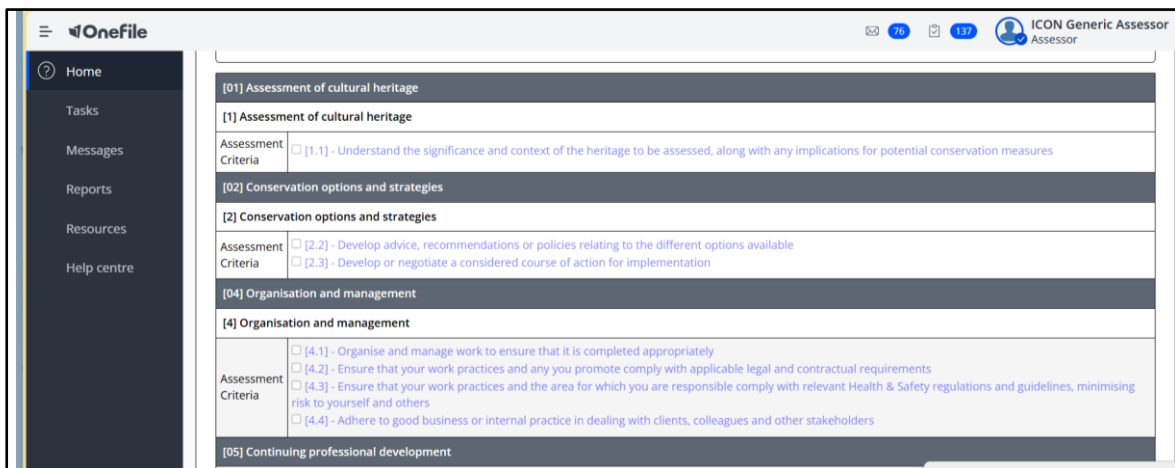 Onefile
76
137
ICON Generic Assessor
Assessor
Home
Tasks
Messages
Reports
Resources
Help centre
[01] Assessment of cultural heritage
[1] Assessment of cultural heritage
Assessment Criteria
[1.1] - Understand the significance and context of the heritage to be assessed, along with any implications for potential conservation measures
[02] Conservation options and strategies
[2] Conservation options and strategies
Assessment Criteria
[2.2] - Develop advice, recommendations or policies relating to the different options available
[2.3] - Develop or negotiate a considered course of action for implementation
[04] Organisation and management
[4] Organisation and management
Assessment Criteria
[4.1] - Organise and manage work to ensure that it is completed appropriately
[4.2] - Ensure that your work practices and any you promote comply with applicable legal and contractual requirements
[4.3] - Ensure that your work practices and the area for which you are responsible comply with relevant Health & Safety regulations and guidelines, minimising
risk to yourself and others
[4.4] - Adhere to good business or internal practice in dealing with clients, colleagues and other stakeholders
[05] Continuing professional development